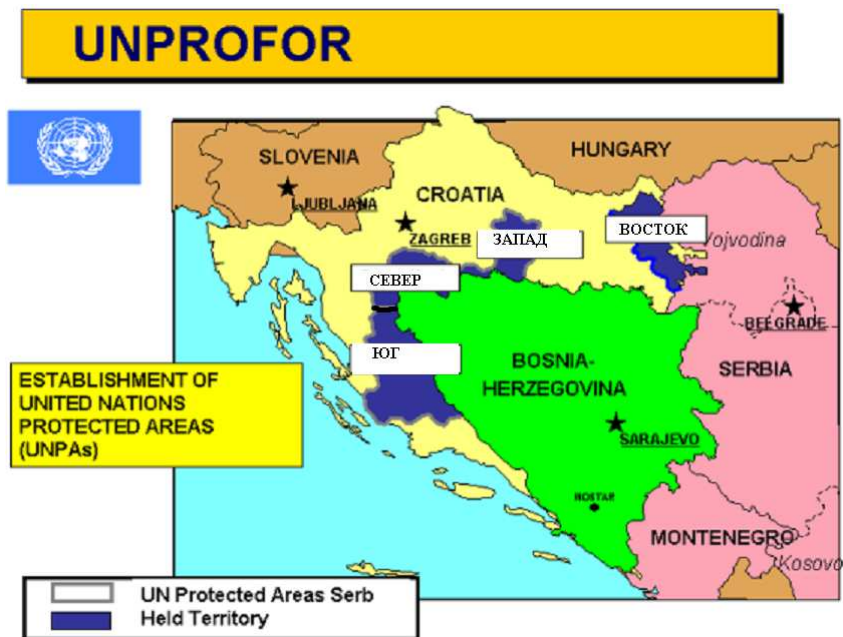 UNPROFOR
SLOVENIA
HUNGARY
LJUBLJANA
CROATIA
ZAGREB
ЗАПАД
ВОСТОК
Vojvodina
СЕВЕР
BELGRADE
ЮГ
BOSNIA-
HERZEGOVINA
SERBIA
ESTABLISHMENT OF
UNITED NATIONS
PROTECTED AREAS
(UNPAs)
SARAJEVO
MOSTAR
MONTENEGRO
Kosovo
UN Protected Areas Serb
Held Territory